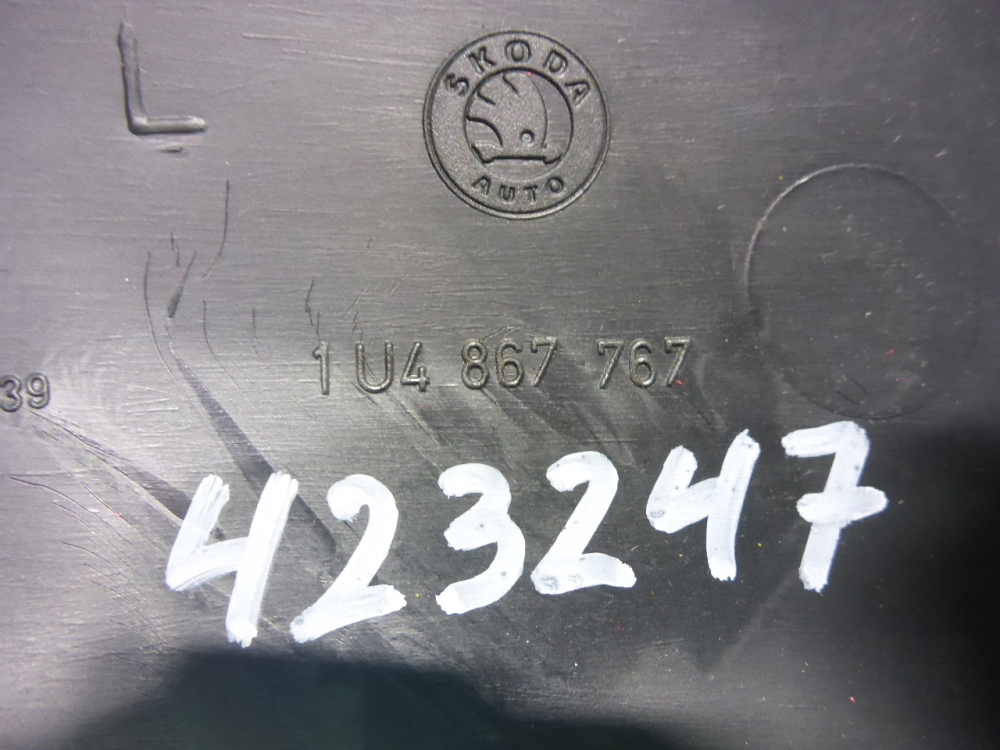 L
ŠKODA
AUTO
1U4 867 767
39
423247